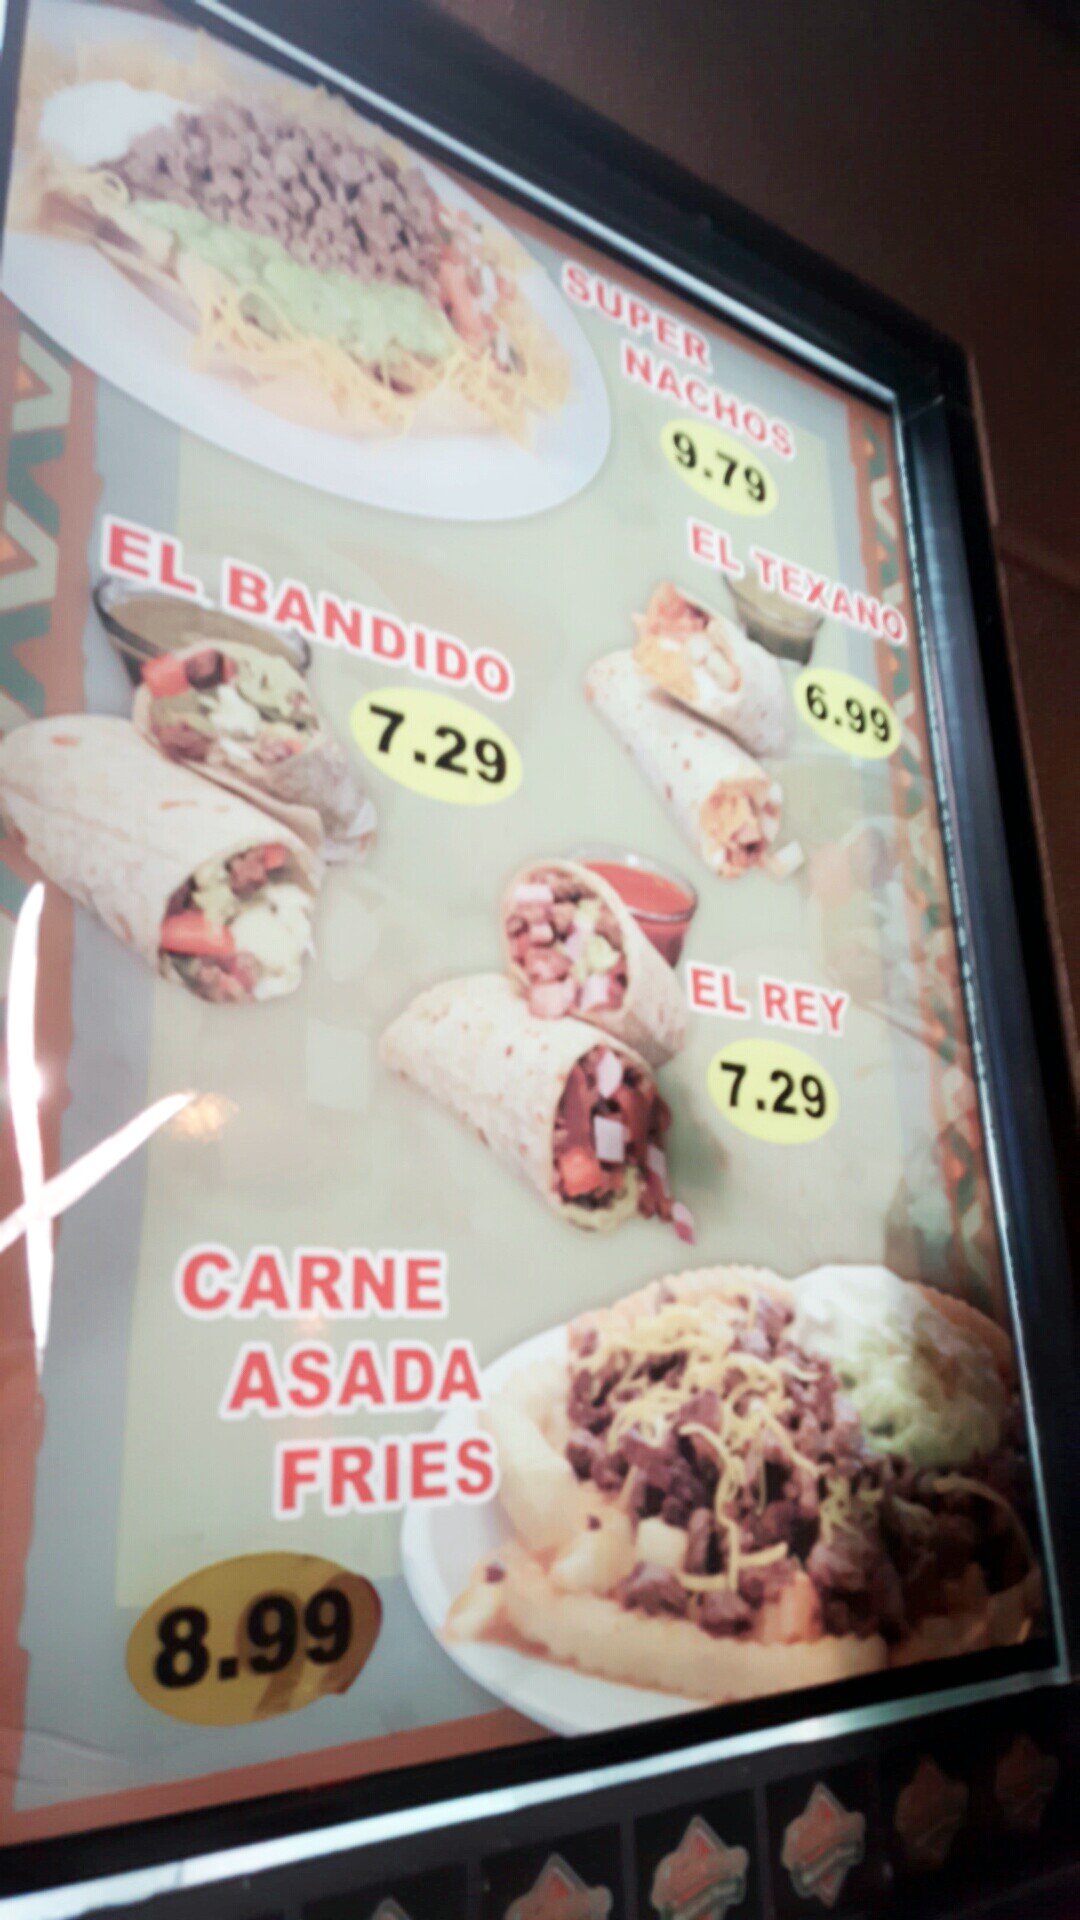 SUPER
NACHOS
9.79
EL TEXANO
6.99
EL BANDIDO
7.29
EL REY
7.29
CARNE
ASADA
FRIES
8.99